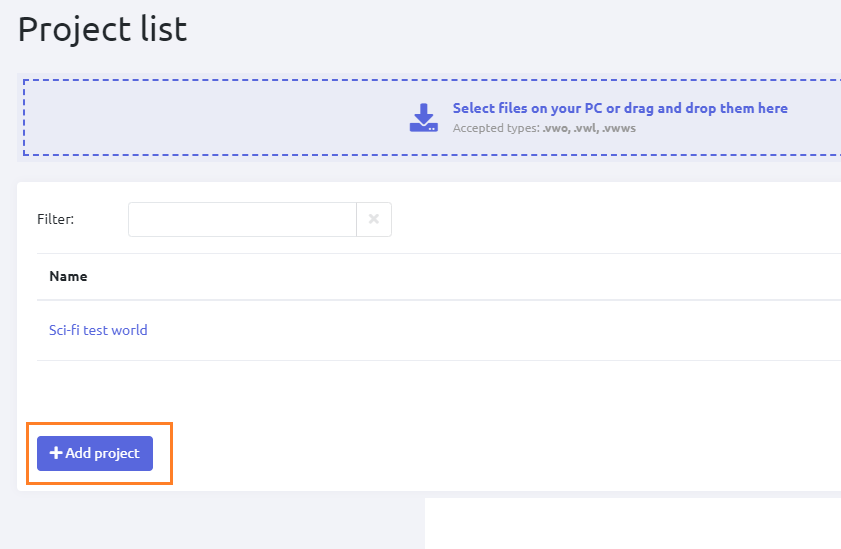 Project list
Select files on your PC or drag and drop them here
Accepted types: .vwo, .vwl, .vwws
Filter:
Name
Sci-fi test world
Add project